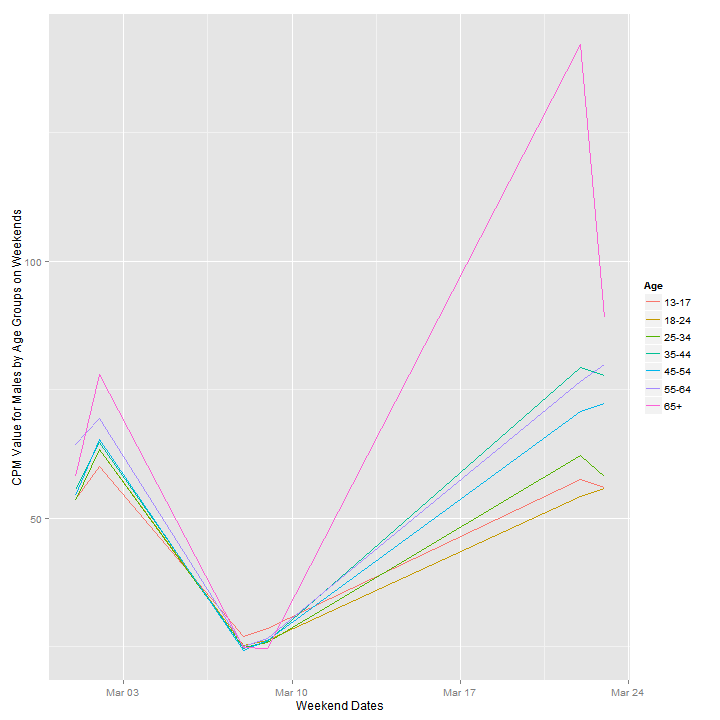 CPM Value for Males by Age Groups on Weekends
100
50
Mar 03
Mar 10
Mar 17
Mar 24
Weekend Dates
Age
13-17
18-24
25-34
35-44
45-54
55-64
65+